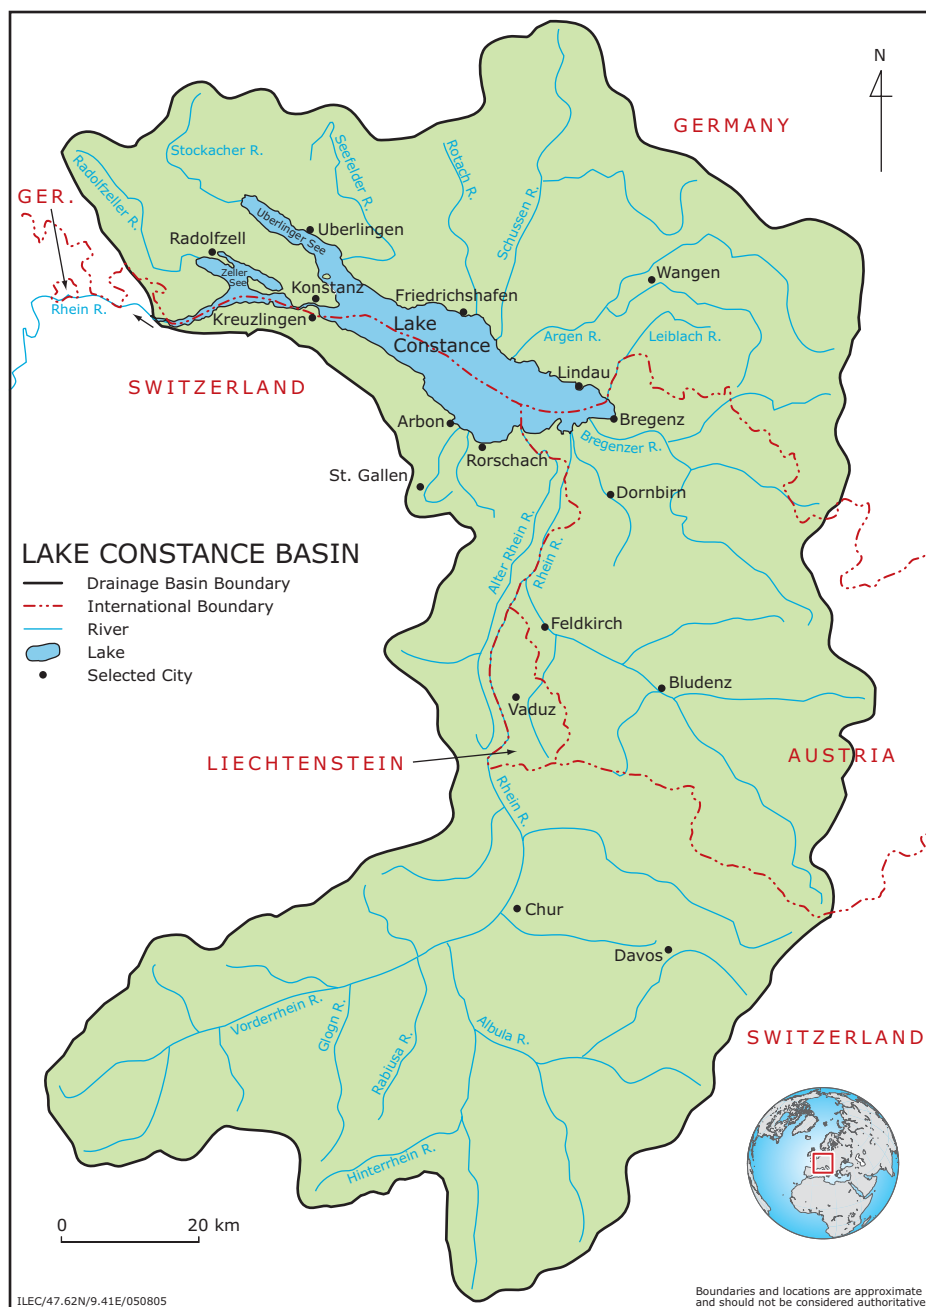 N
GERMANY
Stockacher R.
Seefelder R.
Rotach R.
Radolfzeller R.
GER.
Schussen R.
Uberlinger See
Uberlingen
Radolfzell
Zeller
See
Wangen
Konstanz
Friedrichshafen
Rhein R.
Kreuzlingen
Lake
Constance
Argen R.
Leiblach R.
SWITZERLAND
Lindau
Arbon
Bregenz
Bregenzer R.
Rorschach
St. Gallen
Dornbirn
Alter Rhein R.
Rhein R.
LAKE CONSTANCE BASIN
Drainage Basin Boundary
International Boundary
River
Lake
Selected City
Feldkirch
Bludenz
Vaduz
LIECHTENSTEIN
AUSTRIA
Rhein R.
Chur
Davos
Vorderrhein R.
Glogn R.
Rabiusa R.
Albula R.
SWITZERLAND
Hinterrhein R.
0 20 km
ILEC/47.62N/9.41E/050805
Boundaries and locations are approximate
and should not be considered authoritative